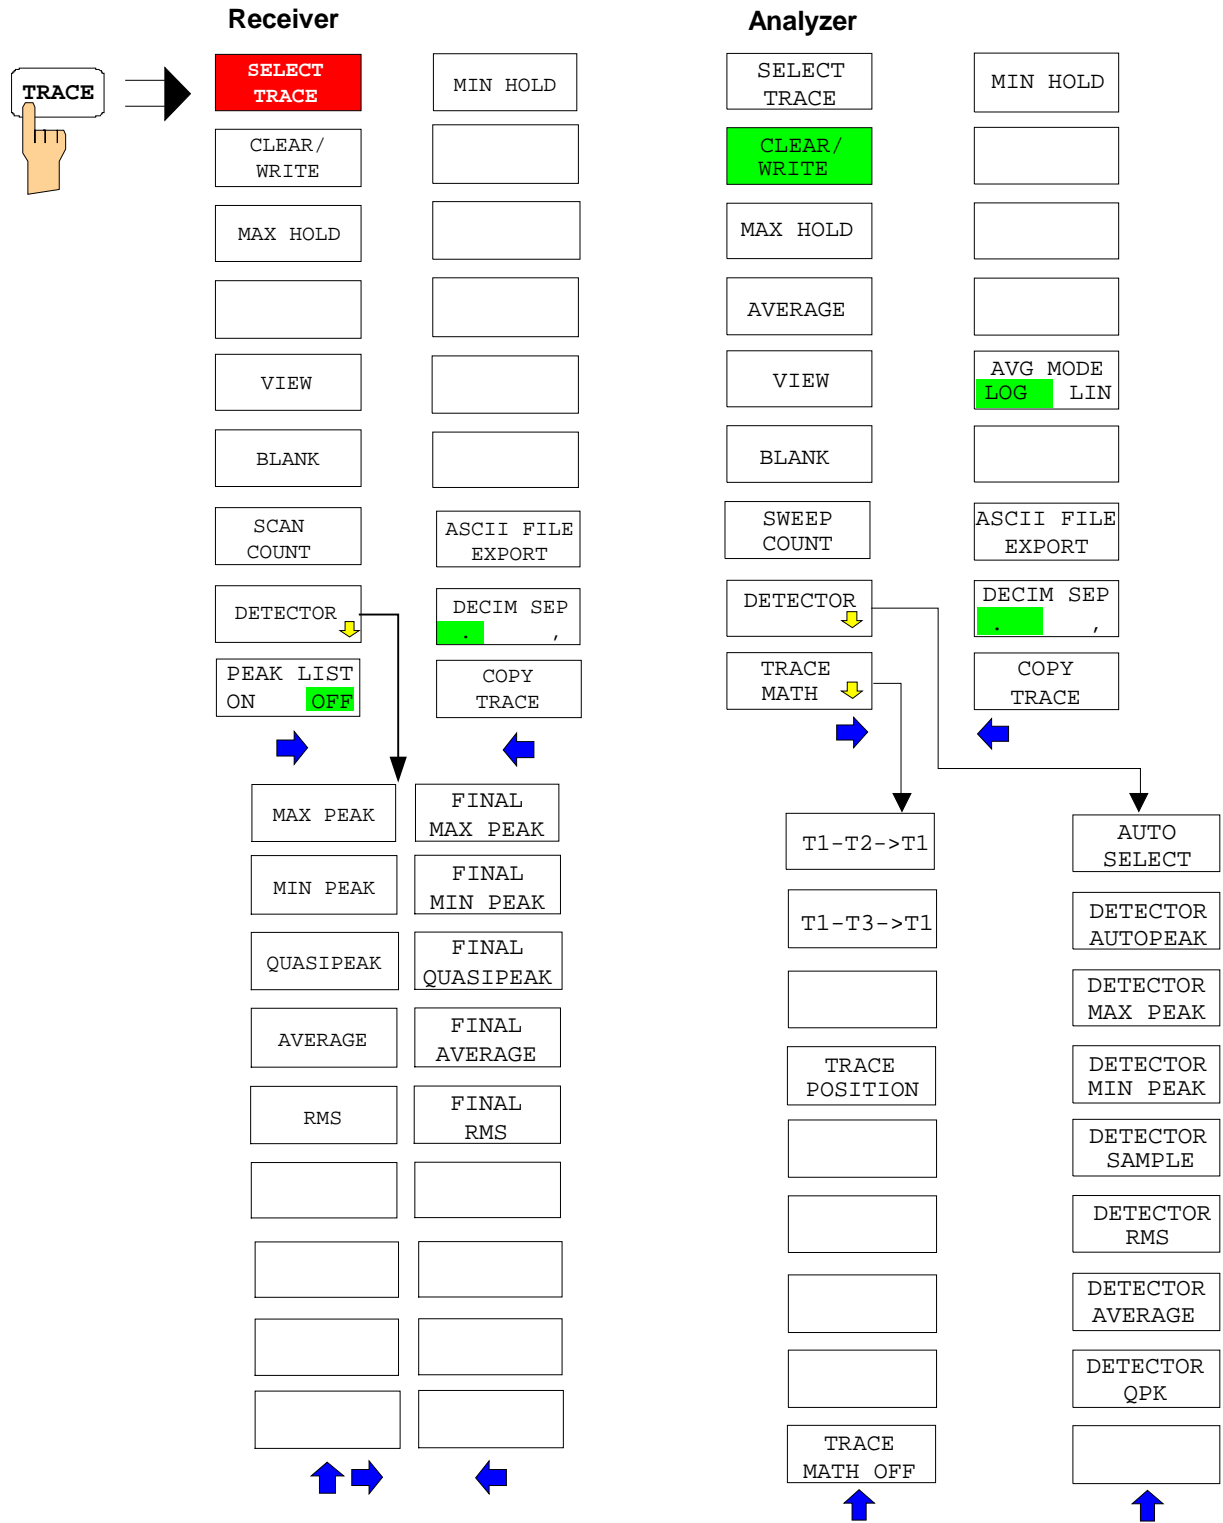 Receiver
Analyzer
TRACE
SELECT
TRACE
CLEAR/
WRITE
MAX HOLD
VIEW
BLANK
SCAN
COUNT
DETECTOR
PEAK LIST
ON OFF
MIN HOLD
ASCII FILE
EXPORT
DECIM SEP
. ,
COPY
TRACE
MAX PEAK
MIN PEAK
QUASIPEAK
AVERAGE
RMS
FINAL
MAX PEAK
FINAL
MIN PEAK
FINAL
QUASIPEAK
FINAL
AVERAGE
FINAL
RMS
SELECT
TRACE
CLEAR/
WRITE
MAX HOLD
AVERAGE
VIEW
BLANK
SWEEP
COUNT
DETECTOR
TRACE
MATH
MIN HOLD
AVG MODE
LOG LIN
ASCII FILE
EXPORT
DECIM SEP
. ,
COPY
TRACE
T1-T2->T1
T1-T3->T1
TRACE
POSITION
TRACE
MATH OFF
AUTO
SELECT
DETECTOR
AUTOPEAK
DETECTOR
MAX PEAK
DETECTOR
MIN PEAK
DETECTOR
SAMPLE
DETECTOR
RMS
DETECTOR
AVERAGE
DETECTOR
QPK